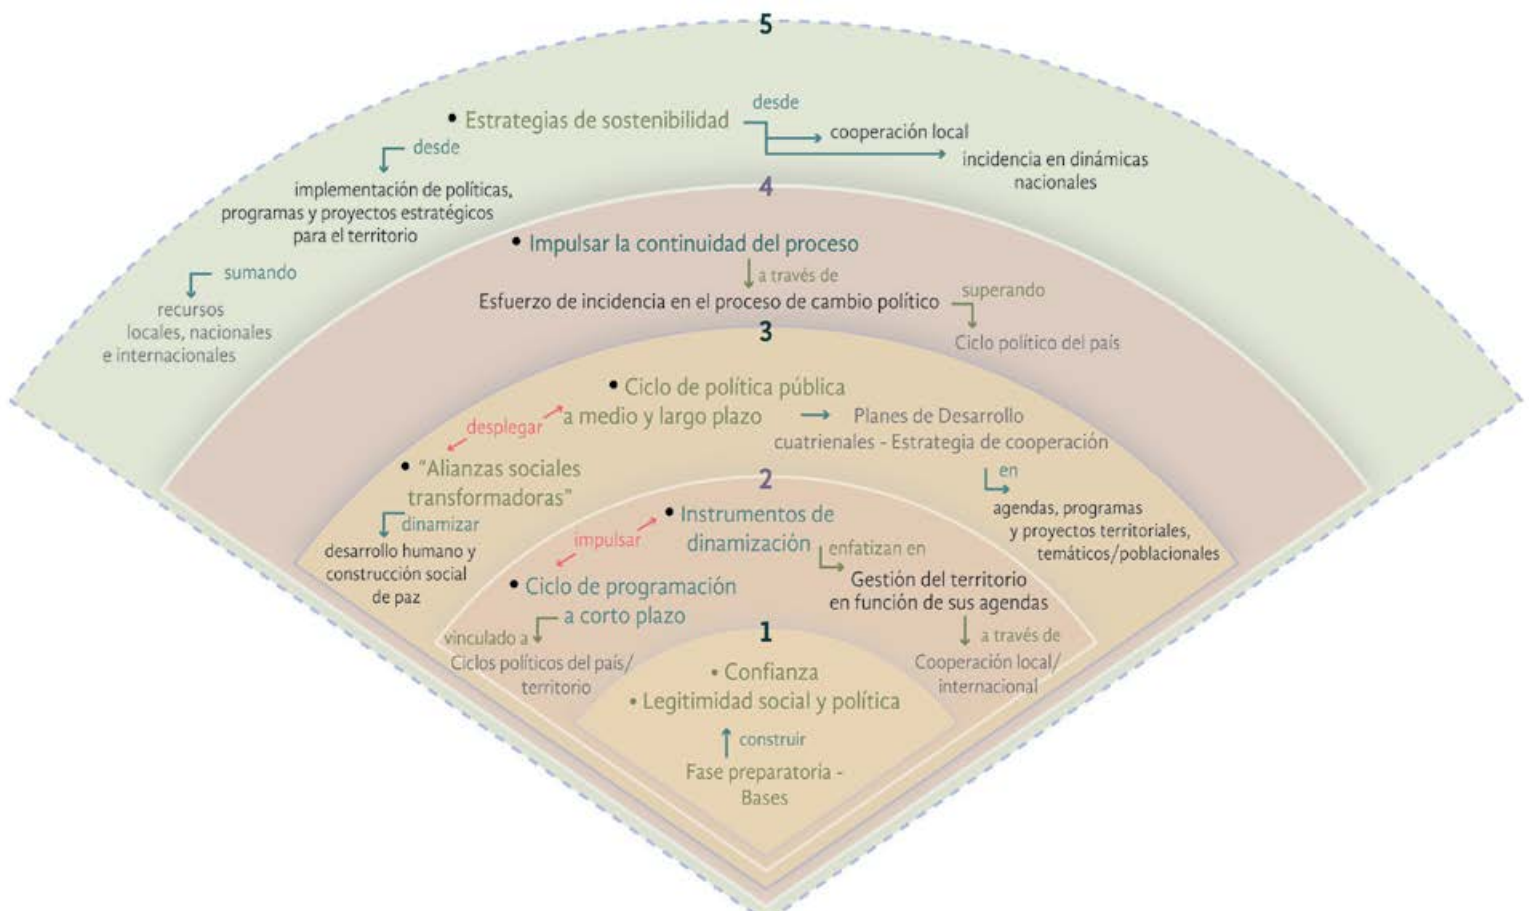 5
desde
• Estrategias de sostenibilidad
cooperación local
incidencia en dinámicas
nacionales
desde
implementación de políticas,
programas y proyectos estratégicos
para el territorio
sumando
recursos
locales, nacionales
e internacionales
4
• Impulsar la continuidad del proceso
a través de
Esfuerzo de incidencia en el proceso de cambio político
superando
Ciclo político del país
3
• Ciclo de política pública
a medio y largo plazo
Planes de Desarrollo
cuatrienales - Estrategia de cooperación
en
agendas, programas
y proyectos territoriales,
temáticos/poblacionales
desplegar
• "Alianzas sociales
transformadoras"
dinamizar
desarrollo humano y
construcción social
de paz
2
• Instrumentos de
dinamización
enfatizan en
Gestión del territorio
en función de sus agendas
a través de
Cooperación local/
internacional
impulsar
• Ciclo de programación
a corto plazo
vinculado a
Ciclos políticos del país/
territorio
1
• Confianza
• Legitimidad social y política
construir
Fase preparatoria -
Bases